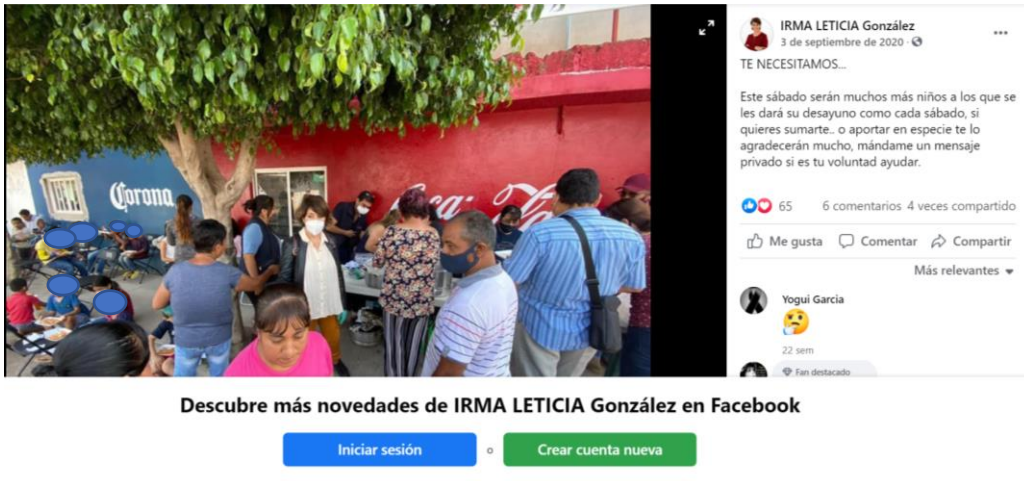 Corona
Coca-Cola
IRMA LETICIA González
3 de septiembre de 2020 ·
TE NECESITAMOS...
Este sábado serán muchos más niños a los que se
les dará su desayuno como cada sábado, si
quieres sumarte.. o aportar en especie te lo
agradecerán mucho, mándame un mensaje
privado si es tu voluntad ayudar.
65 6 comentarios 4 veces compartido
Me gusta Comentar Compartir
Más relevantes
Yogui Garcia
22 sem
Fan destacado
Descubre más novedades de IRMA LETICIA González en Facebook
Iniciar sesión o Crear cuenta nueva